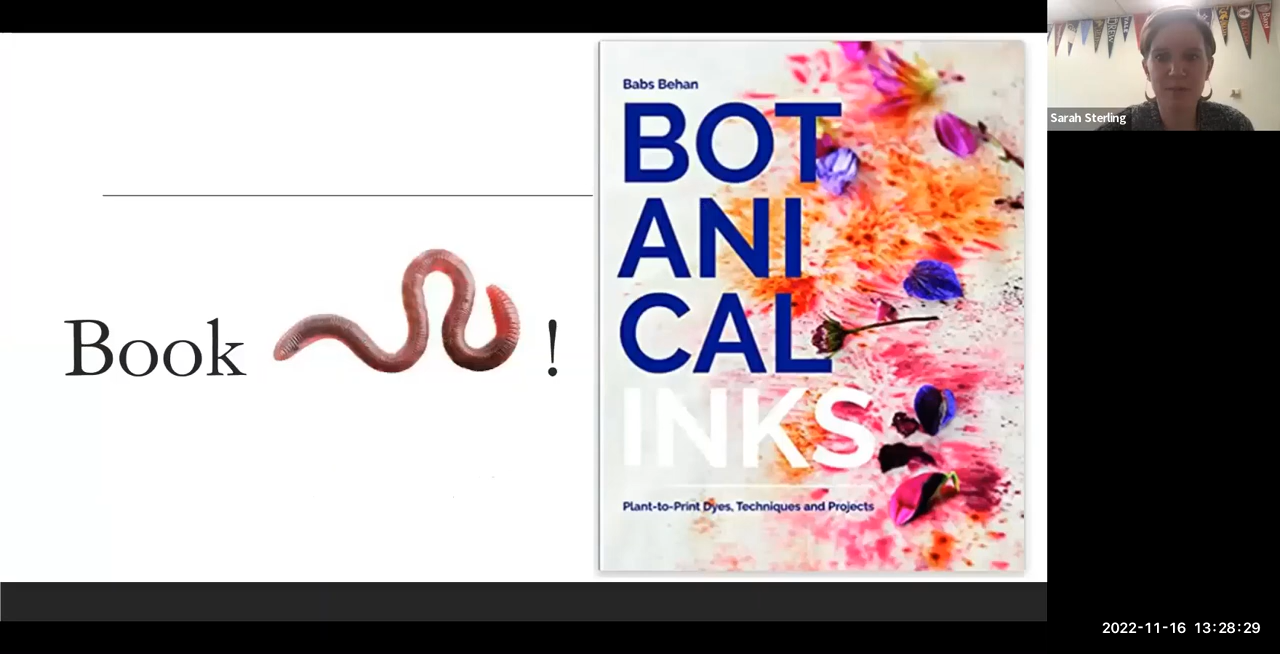 Book !
Babs Behan
BOT
ANI
CAL
INKS
Plant-to-Print Dyes, Techniques and Projects
Sarah Sterling
2022-11-16 13:28:29